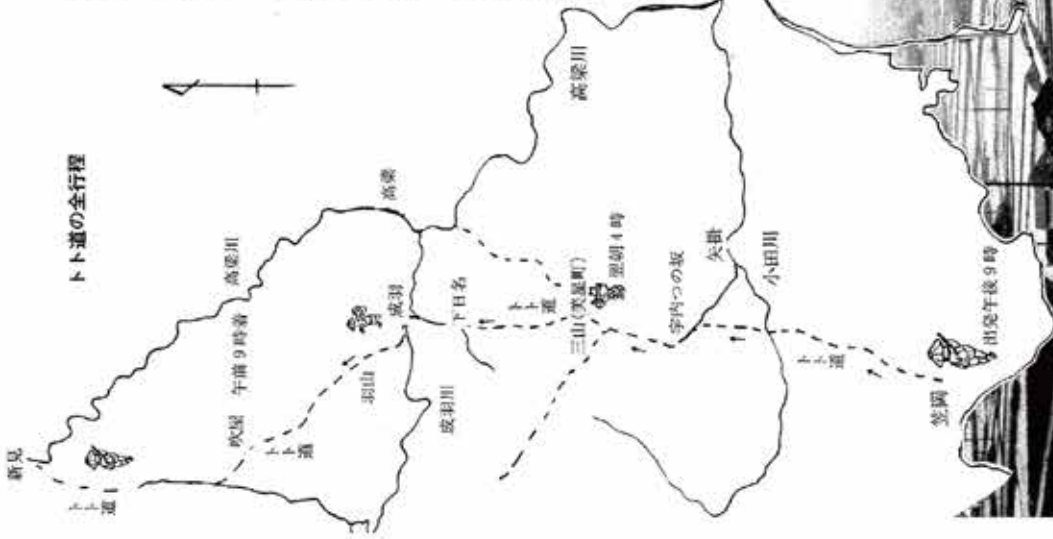 トト道の全行程
新見
トト道
高梁川
午前9時着
吹屋
トト道
羽山
成羽
成羽川
高梁
下日名
トト道
高梁川
三山(美星町)
翌朝4時
宇内つの坂
矢掛
小田川
トト道
笠岡
出発午後9時